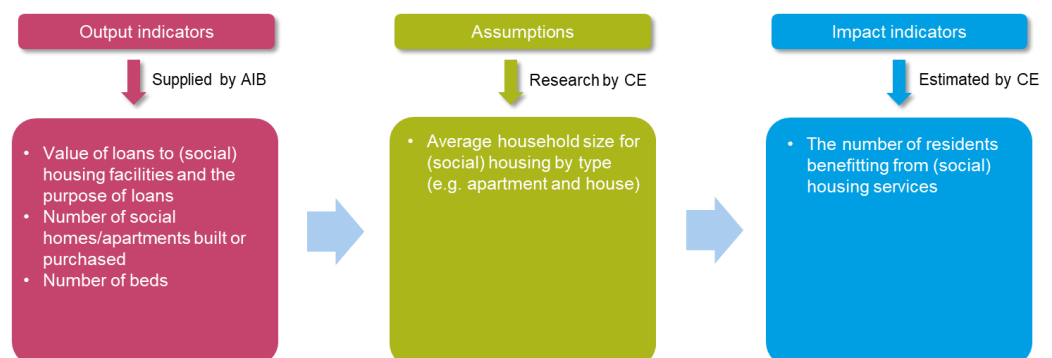 Output indicators
Assumptions
Impact indicators
Supplied by AIB
Research by CE
Estimated by CE
• Value of loans to (social)
housing facilities and the
purpose of loans
• Number of social
homes/apartments built or
purchased
• Number of beds
• Average household size for
(social) housing by type
(e.g. apartment and house)
• The number of residents
benefitting from (social)
housing services